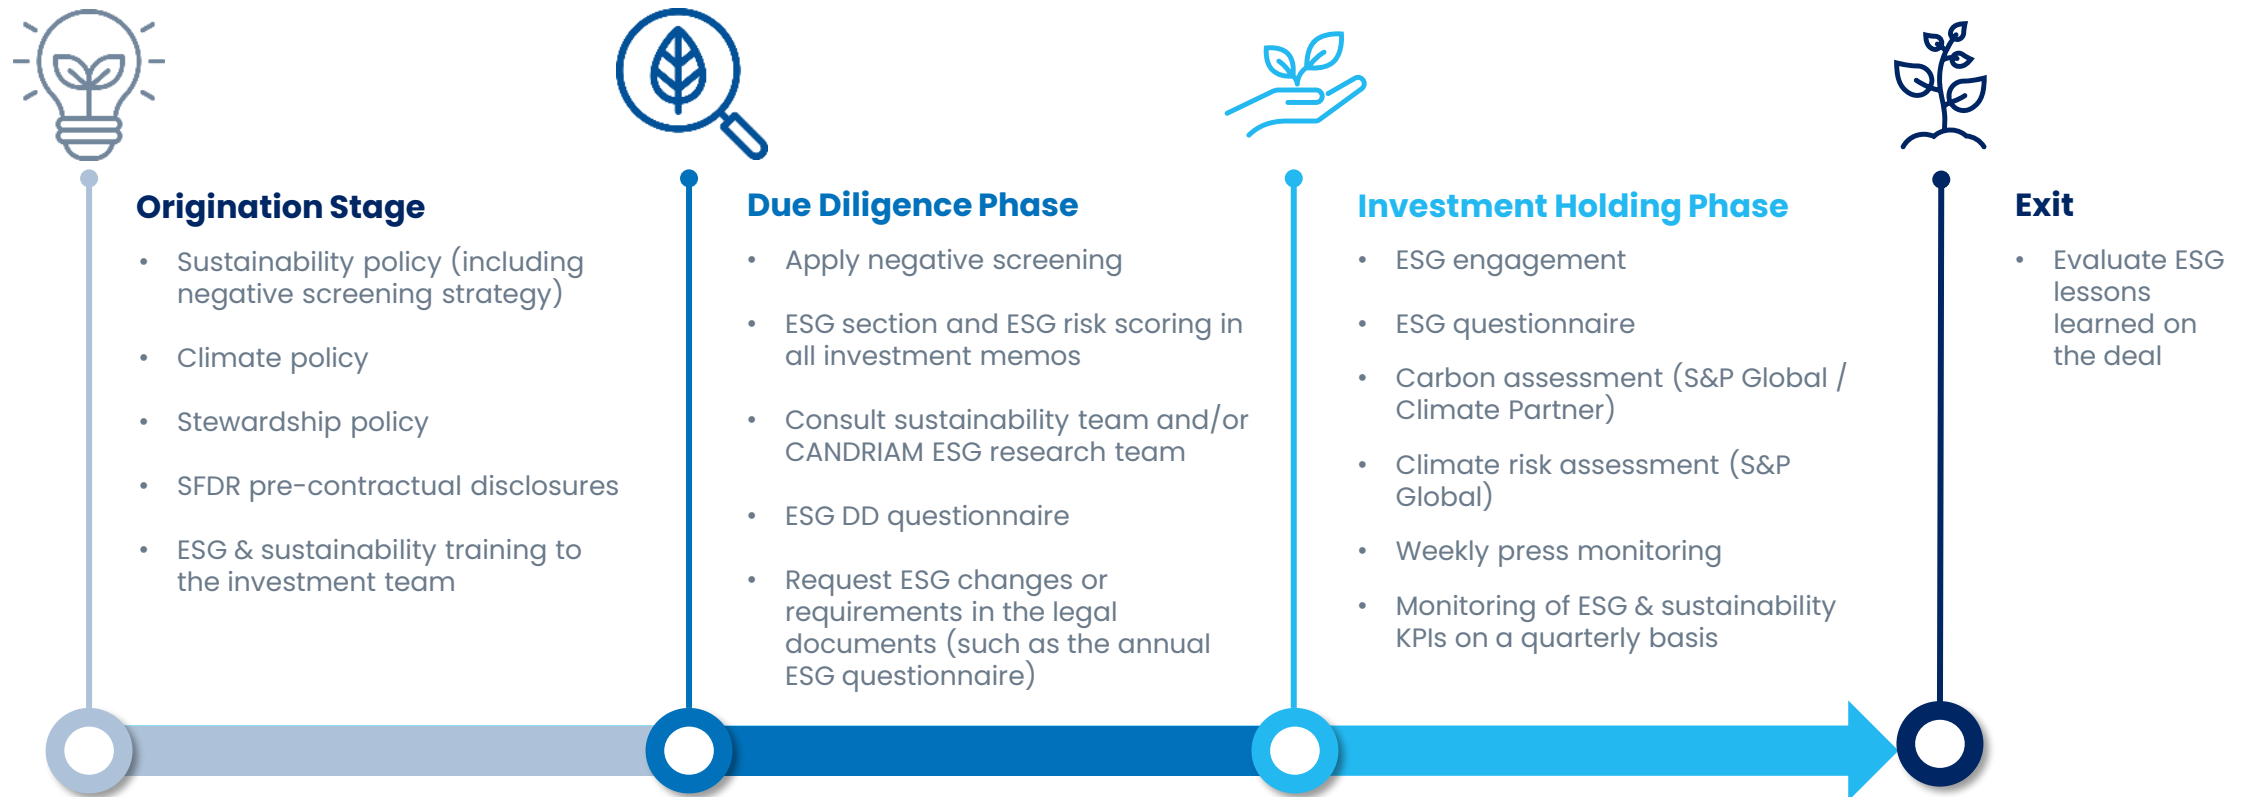 Origination Stage
• Sustainability policy (including
negative screening strategy)
• Climate policy
• Stewardship policy
• SFDR pre-contractual disclosures
• ESG & sustainability training to
the investment team
Due Diligence Phase
• Apply negative screening
• ESG section and ESG risk scoring in
all investment memos
• Consult sustainability team and/or
CANDRIAM ESG research team
• ESG DD questionnaire
• Request ESG changes or
requirements in the legal
documents (such as the annual
ESG questionnaire)
Investment Holding Phase
• ESG engagement
• ESG questionnaire
• Carbon assessment (S&P Global /
Climate Partner)
• Climate risk assessment (S&P
Global)
• Weekly press monitoring
• Monitoring of ESG & sustainability
KPIs on a quarterly basis
Exit
• Evaluate ESG
lessons
learned on
the deal